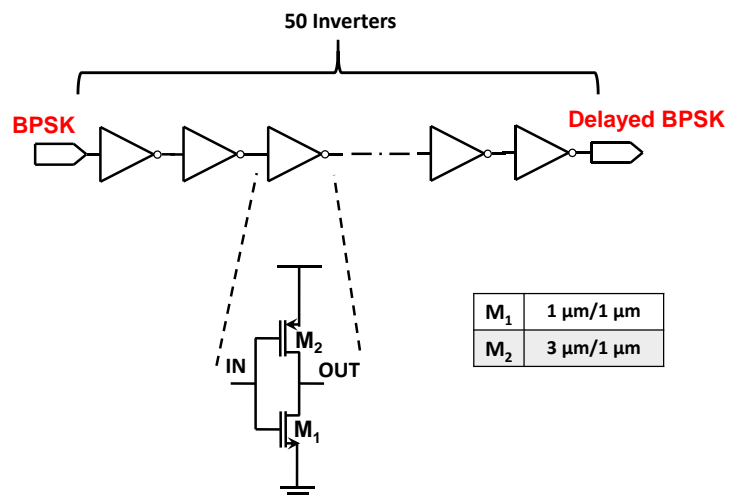 50 Inverters
BPSK
Delayed BPSK
M₂
IN
OUT
M₁
M₁ 1 μm/1 μm
M₂ 3 μm/1 μm